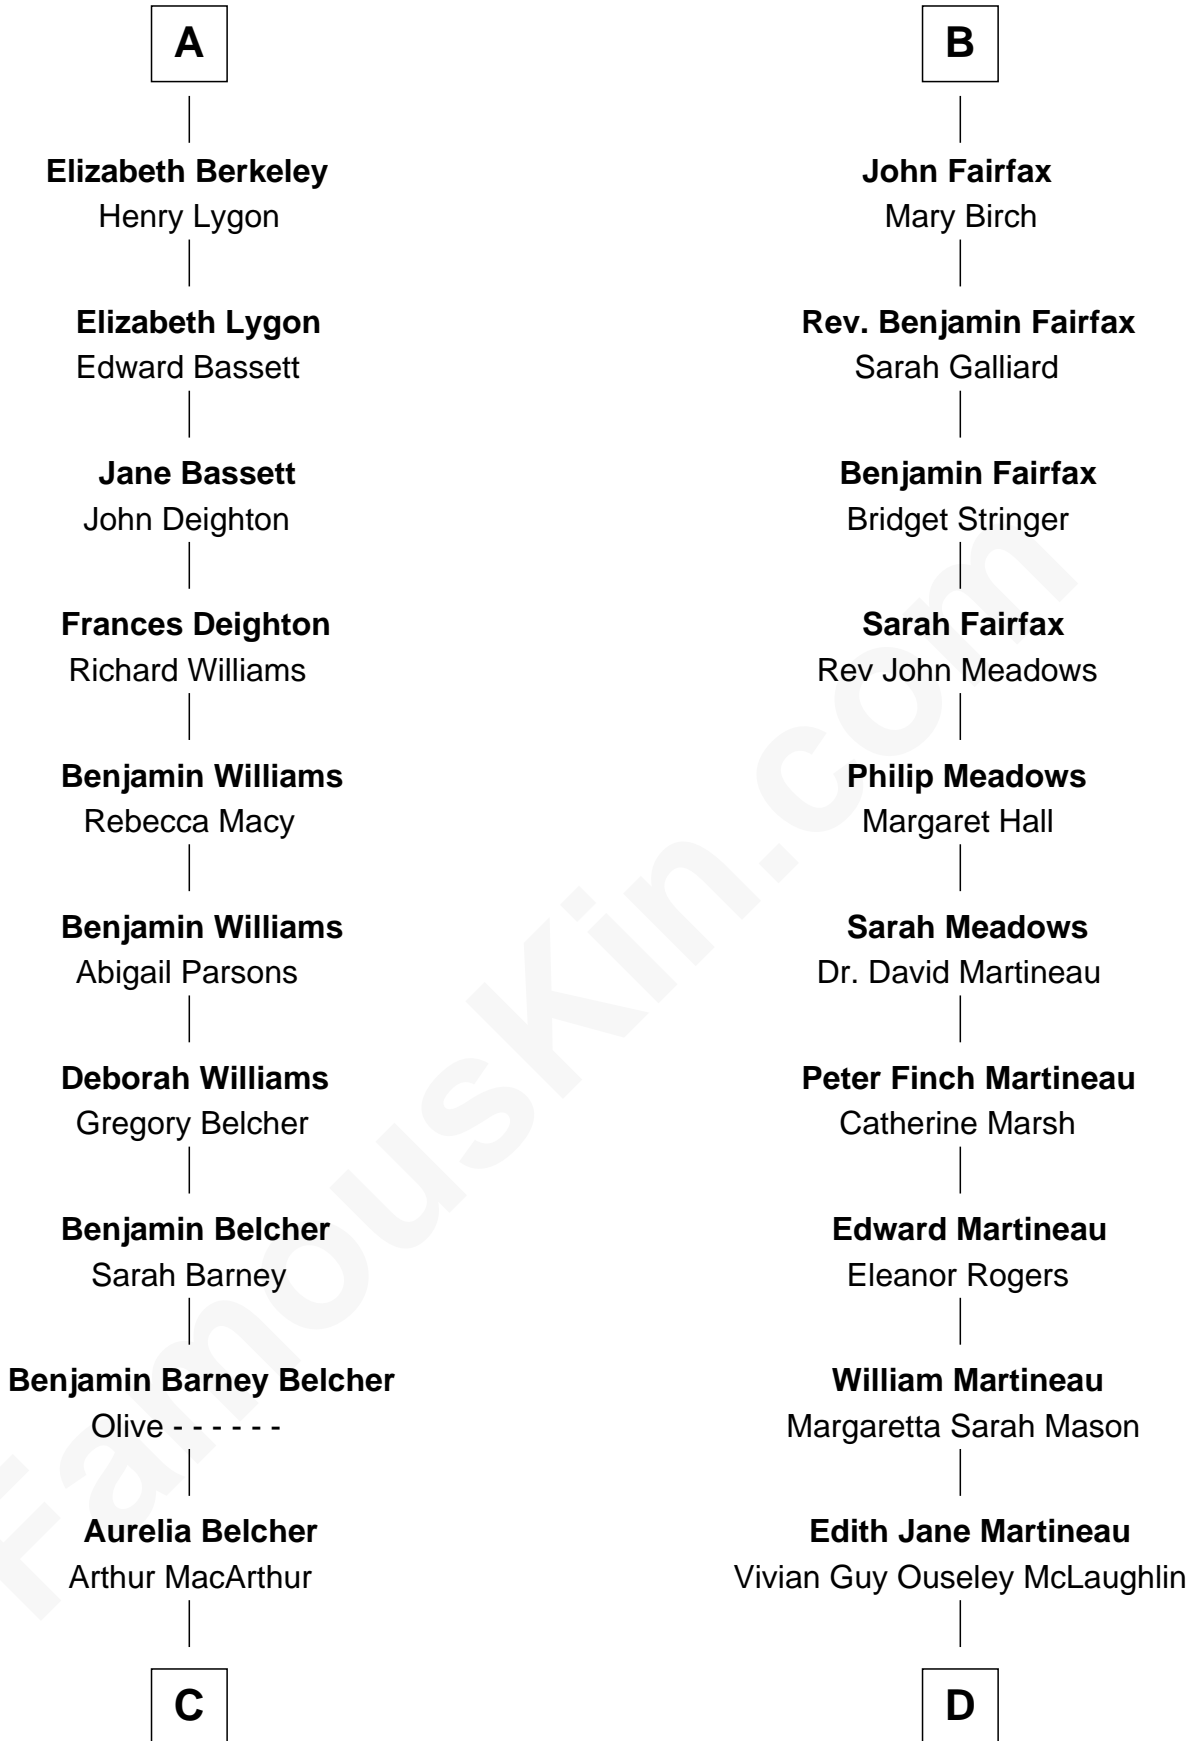 A
Elizabeth Berkeley
Henry Lygon
Elizabeth Lygon
Edward Bassett
Jane Bassett
John Deighton
Frances Deighton
Richard Williams
Benjamin Williams
Rebecca Macy
Benjamin Williams
Abigail Parsons
Deborah Williams
Gregory Belcher
Benjamin Belcher
Sarah Barney
Benjamin Barney Belcher
Olive - - - - - -
Aurelia Belcher
Arthur MacArthur
C
B
John Fairfax
Mary Birch
Rev. Benjamin Fairfax
Sarah Galliard
Benjamin Fairfax
Bridget Stringer
Sarah Fairfax
Rev John Meadows
Philip Meadows
Margaret Hall
Sarah Meadows
Dr. David Martineau
Peter Finch Martineau
Catherine Marsh
Edward Martineau
Eleanor Rogers
William Martineau
Margaretta Sarah Mason
Edith Jane Martineau
Vivian Guy Ouseley McLaughlin
D
FamousKin.com